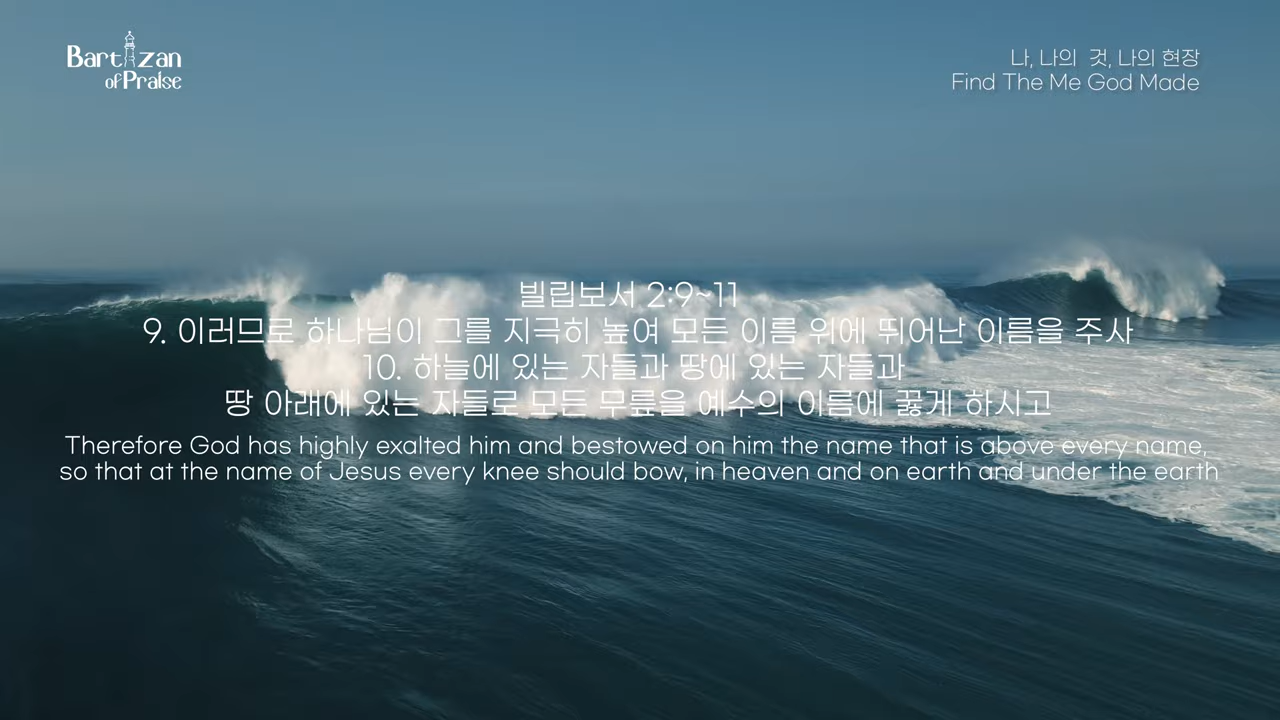 Bartizan
of Praise
나, 나의 것, 나의 현장
Find The Me God Made
빌립보서 2:9~11
9. 이러므로 하나님이 그를 지극히 높여 모든 이름 위에 뛰어난 이름을 주사
10. 하늘에 있는 자들과 땅에 있는 자들과
땅 아래에 있는 자들로 모든 무릎을 예수의 이름에 꿇게 하시고
Therefore God has highly exalted him and bestowed on him the name that is above every name,
so that at the name of Jesus every knee should bow, in heaven and on earth and under the earth